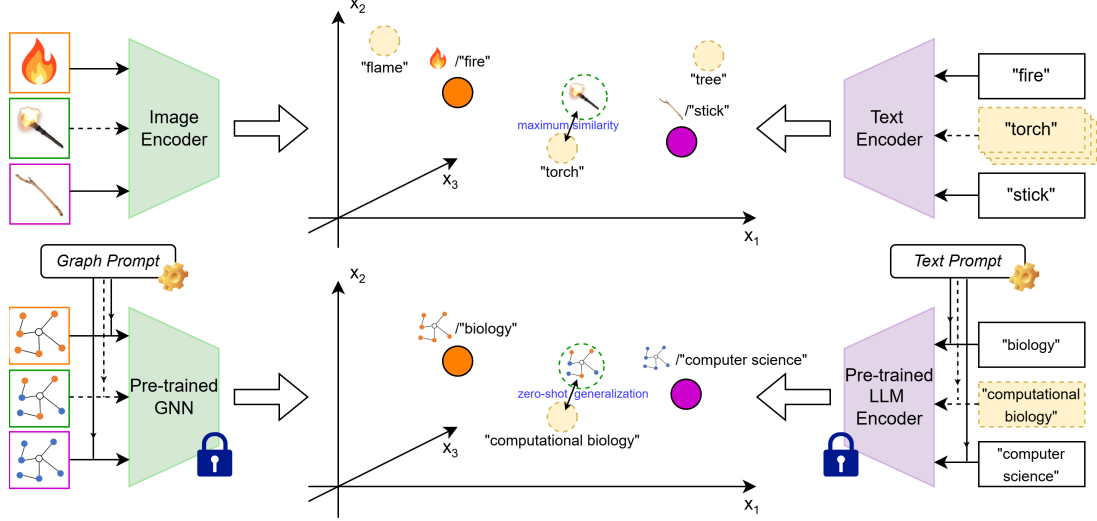 x₂
"flame"
/"fire"
"tree"
/"stick"
maximum similarity
"torch"
x₃
x₁
Image
Encoder
Text
Encoder
"fire"
"torch"
"stick"
Graph Prompt
Text Prompt
x₂
/"biology"
/"computer science"
zero-shot generalization
"computational biology"
x₃
x₁
Pre-trained
GNN
Pre-trained
LLM
Encoder
"biology"
"computational
biology"
"computer
science"